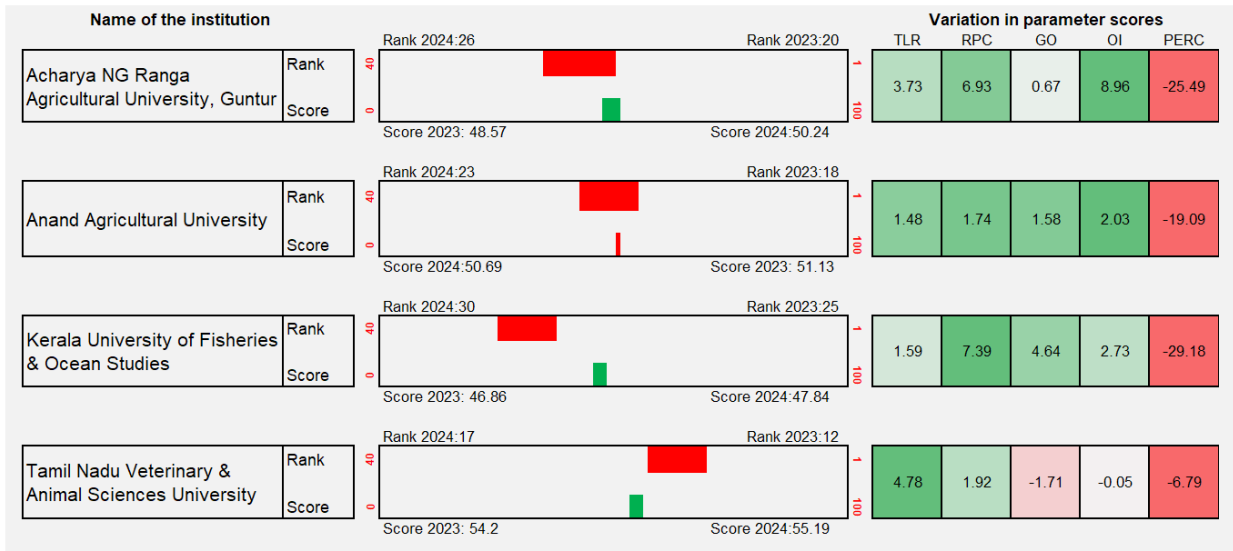 Name of the institution
Variation in parameter scores
TLR RPC GO OI PERC
Rank 2024:26 Rank 2023:20
Acharya NG Ranga
Agricultural University, Guntur
Rank
Score
40 1
0 100
Score 2023: 48.57 Score 2024:50.24
3.73 6.93 0.67 8.96 -25.49
Rank 2024:23 Rank 2023:18
Anand Agricultural University
Rank
Score
40 1
0 100
Score 2024:50.69 Score 2023: 51.13
1.48 1.74 1.58 2.03 -19.09
Rank 2024:30 Rank 2023:25
Kerala University of Fisheries
& Ocean Studies
Rank
Score
40 1
0 100
Score 2023: 46.86 Score 2024:47.84
1.59 7.39 4.64 2.73 -29.18
Rank 2024:17 Rank 2023:12
Tamil Nadu Veterinary &
Animal Sciences University
Rank
Score
40 1
0 100
Score 2023: 54.2 Score 2024:55.19
4.78 1.92 -1.71 -0.05 -6.79